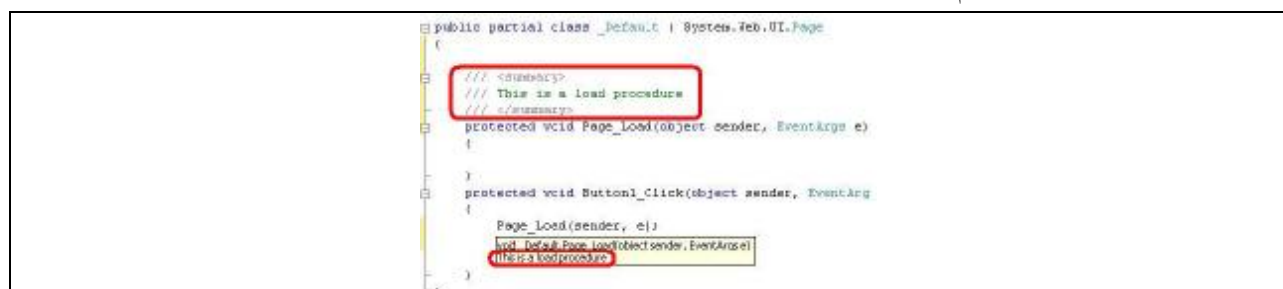 public partial class _Default : System.Web.UI.Page
{
/// <summary>
/// This is a load procedure
/// </summary>
protected void Page_Load(object sender, EventArgs e)
{
}
protected void Button1_Click(object sender, EventArg
{
Page_Load(sender, e);
void _Default.Page_Load(object sender, EventArgs e)
This is a load procedure
}